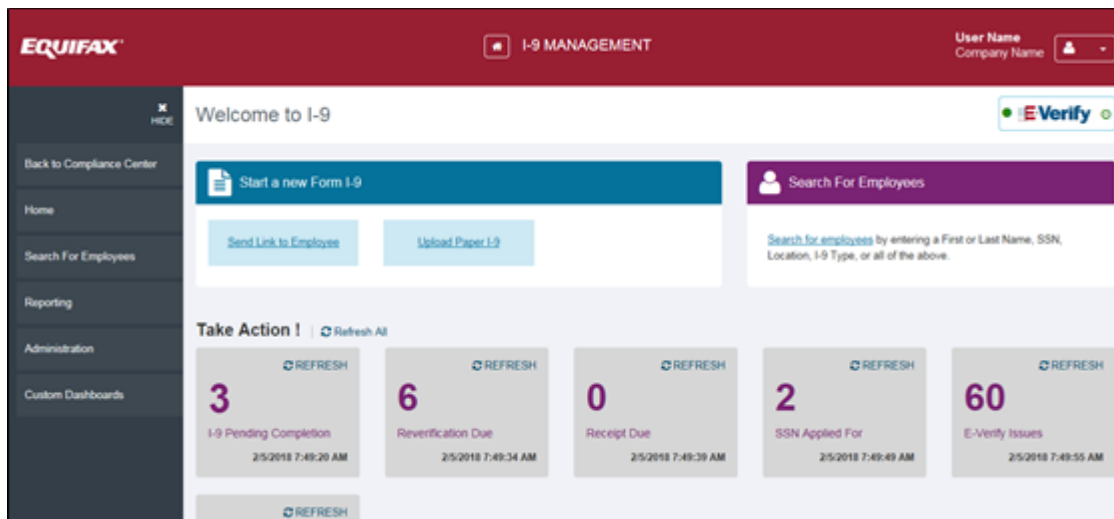 EQUIFAX
I-9 MANAGEMENT
User Name
Company Name
HIDE
Back to Compliance Center
Home
Search For Employees
Reporting
Administration
Custom Dashboards
Welcome to I-9
E-Verify
Start a new Form I-9
Send Link to Employee
Upload Paper I-9
Search For Employees
Search for employees by entering a First or Last Name, SSN,
Location, I-9 Type, or all of the above.
Take Action ! | Refresh All
REFRESH
3
I-9 Pending Completion
2/5/2018 7:49:20 AM
REFRESH
6
Reverification Due
2/5/2018 7:49:34 AM
REFRESH
0
Receipt Due
2/5/2018 7:49:39 AM
REFRESH
2
SSN Applied For
2/5/2018 7:49:49 AM
REFRESH
60
E-Verify Issues
2/5/2018 7:49:55 AM
REFRESH